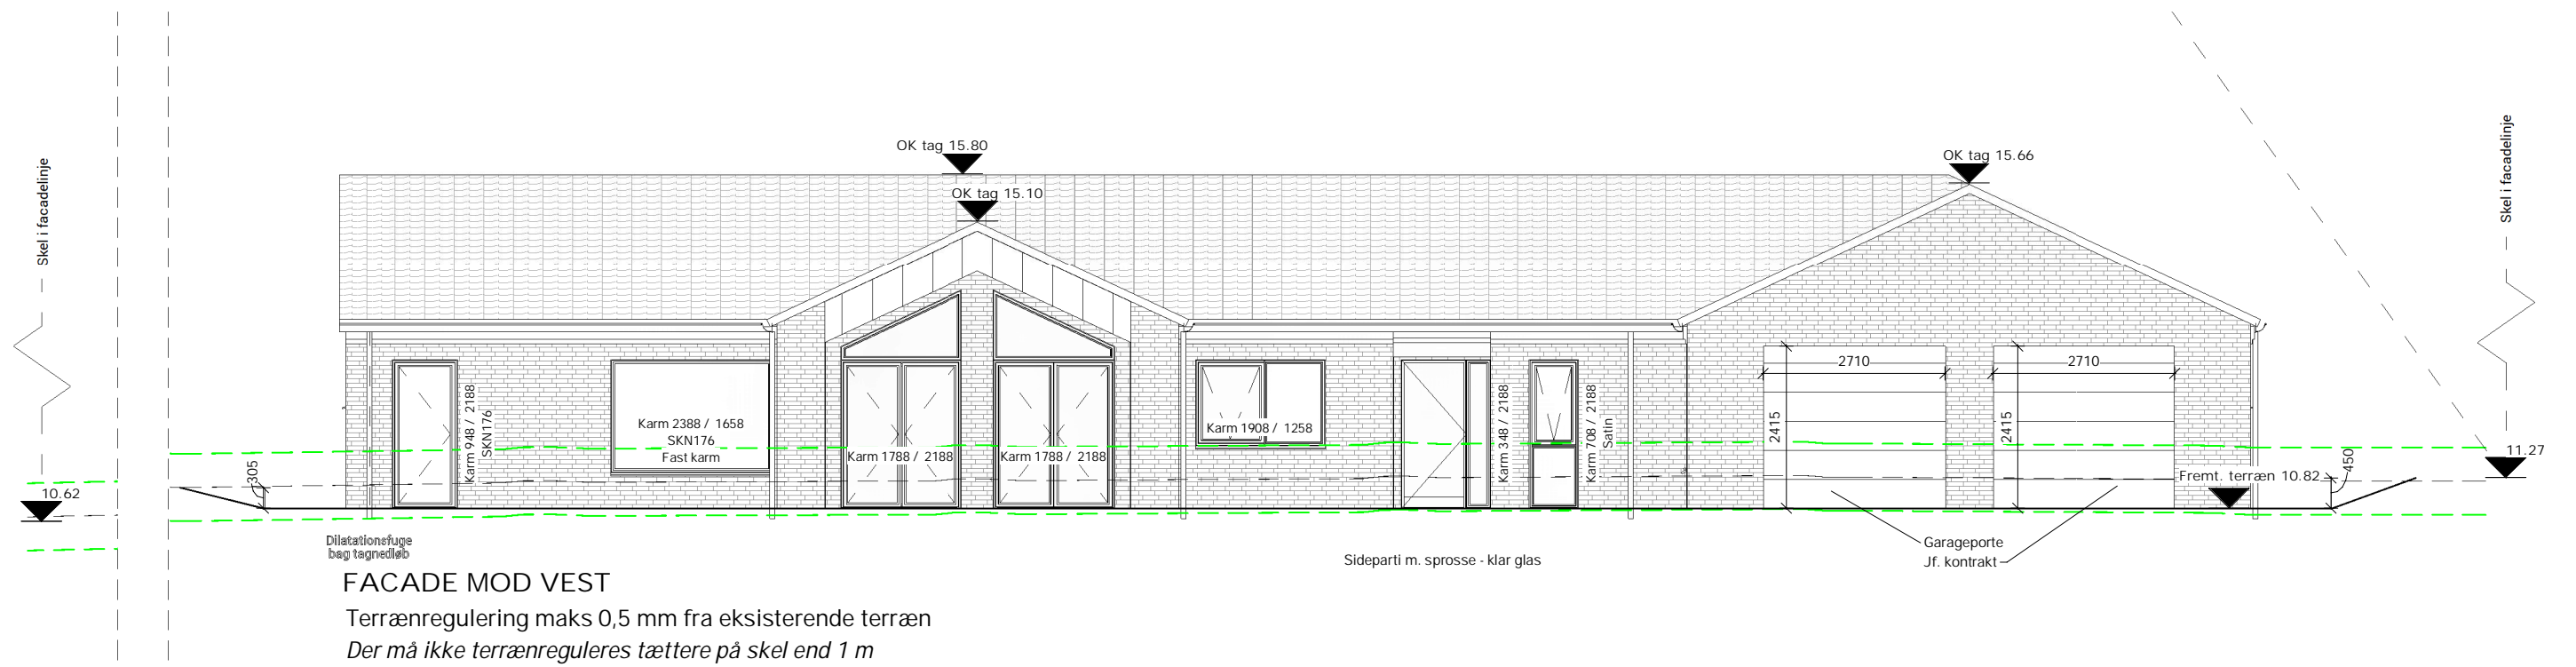 OK tag 15.80
OK tag 15.10
OK tag 15.66
Skel i facadelinje
Skel i facadelinje
10.62
305
Karm 948 / 2188
SKN176
Karm 2388 / 1658
SKN176
Fast karm
Karm 1788 / 2188
Karm 1788 / 2188
Karm 1908 / 1258
Karm 348 / 2188
Karm 708 / 2188
Satin
2710
2415
2710
2415
Fremt. terræn 10.82
450
11.27
Dilatationsfuge
bag tagnedløb
Sideparti m. sprosse - klar glas
Garageporte
Jf. kontrakt
FACADE MOD VEST
Terrænregulering maks 0,5 mm fra eksisterende terræn
Der må ikke terrænreguleres tættere på skel end 1 m